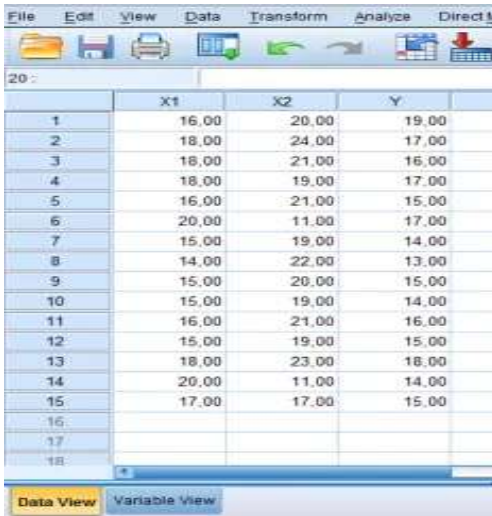 File Edit View Data Transform Analyze Direct
20 :
X1 X2 Y
1 16,00 20,00 19,00
2 18,00 24,00 17,00
3 18,00 21,00 16,00
4 18,00 19,00 17,00
5 16,00 21,00 15,00
6 20,00 11,00 17,00
7 15,00 19,00 14,00
8 14,00 22,00 13,00
9 15,00 20,00 15,00
10 15,00 19,00 14,00
11 16,00 21,00 16,00
12 15,00 19,00 15,00
13 18,00 23,00 18,00
14 20,00 11,00 14,00
15 17,00 17,00 15,00
16
17
18
Data View Variable View